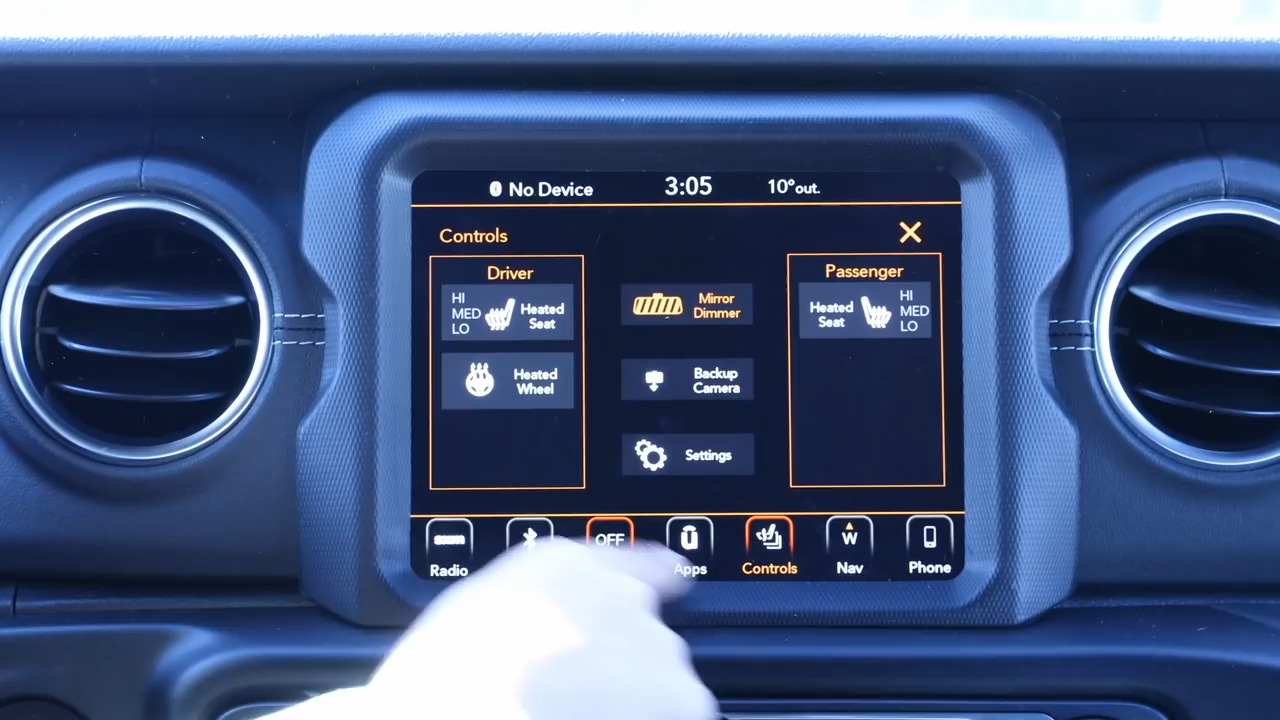 No Device 3:05 10° out.
Controls
Driver
HI
MED
LO
Heated
Seat
Heated
Wheel
Mirror
Dimmer
Backup
Camera
Settings
Passenger
Heated
Seat
HI
MED
LO
OFF
W
Radio
Apps
Controls
Nav
Phone